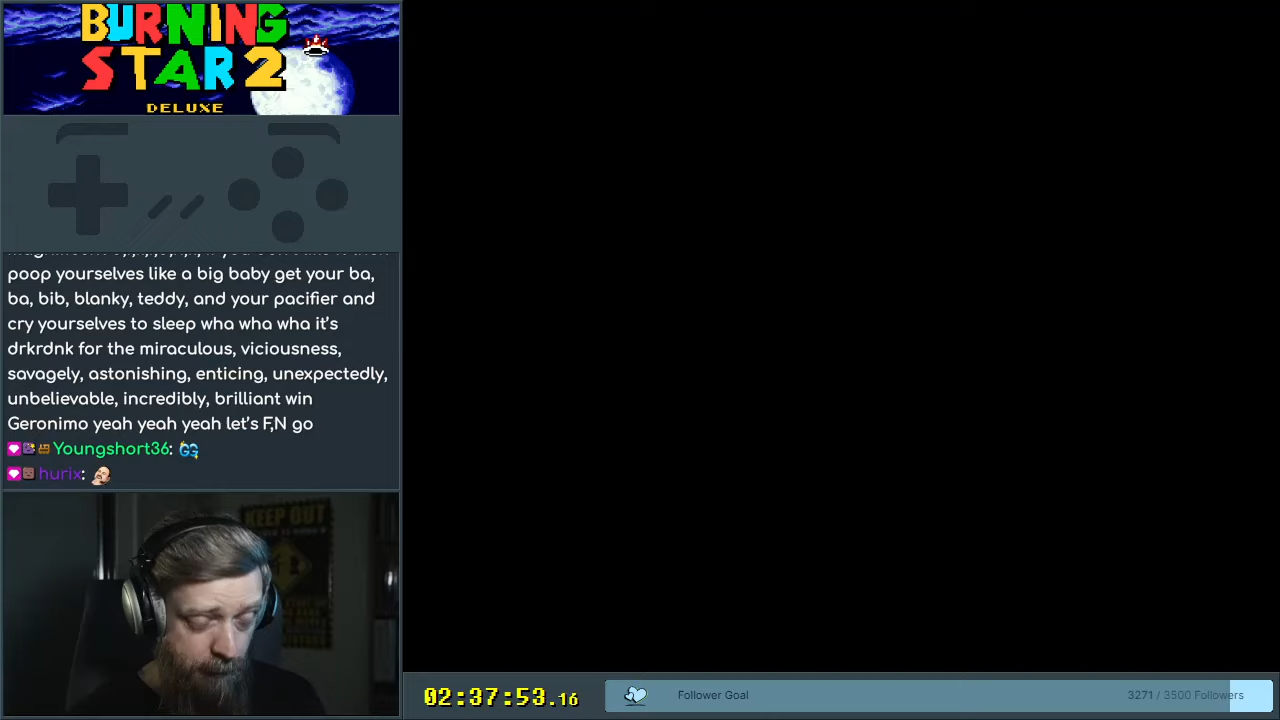 BURNING
STAR 2
DELUXE
poop yourselves like a big baby get your ba,
ba, bib, blanky, teddy, and your pacifier and
cry yourselves to sleep wha wha wha it's
drkrdnk for the miraculous, viciousness,
savagely, astonishing, enticing, unexpectedly,
unbelievable, incredibly, brilliant win
Geronimo yeah yeah yeah let's F,N go
Youngshort36: GG
hurix:
KEEP OUT
02:37:53.16
Follower Goal
3271 / 3500 Followers